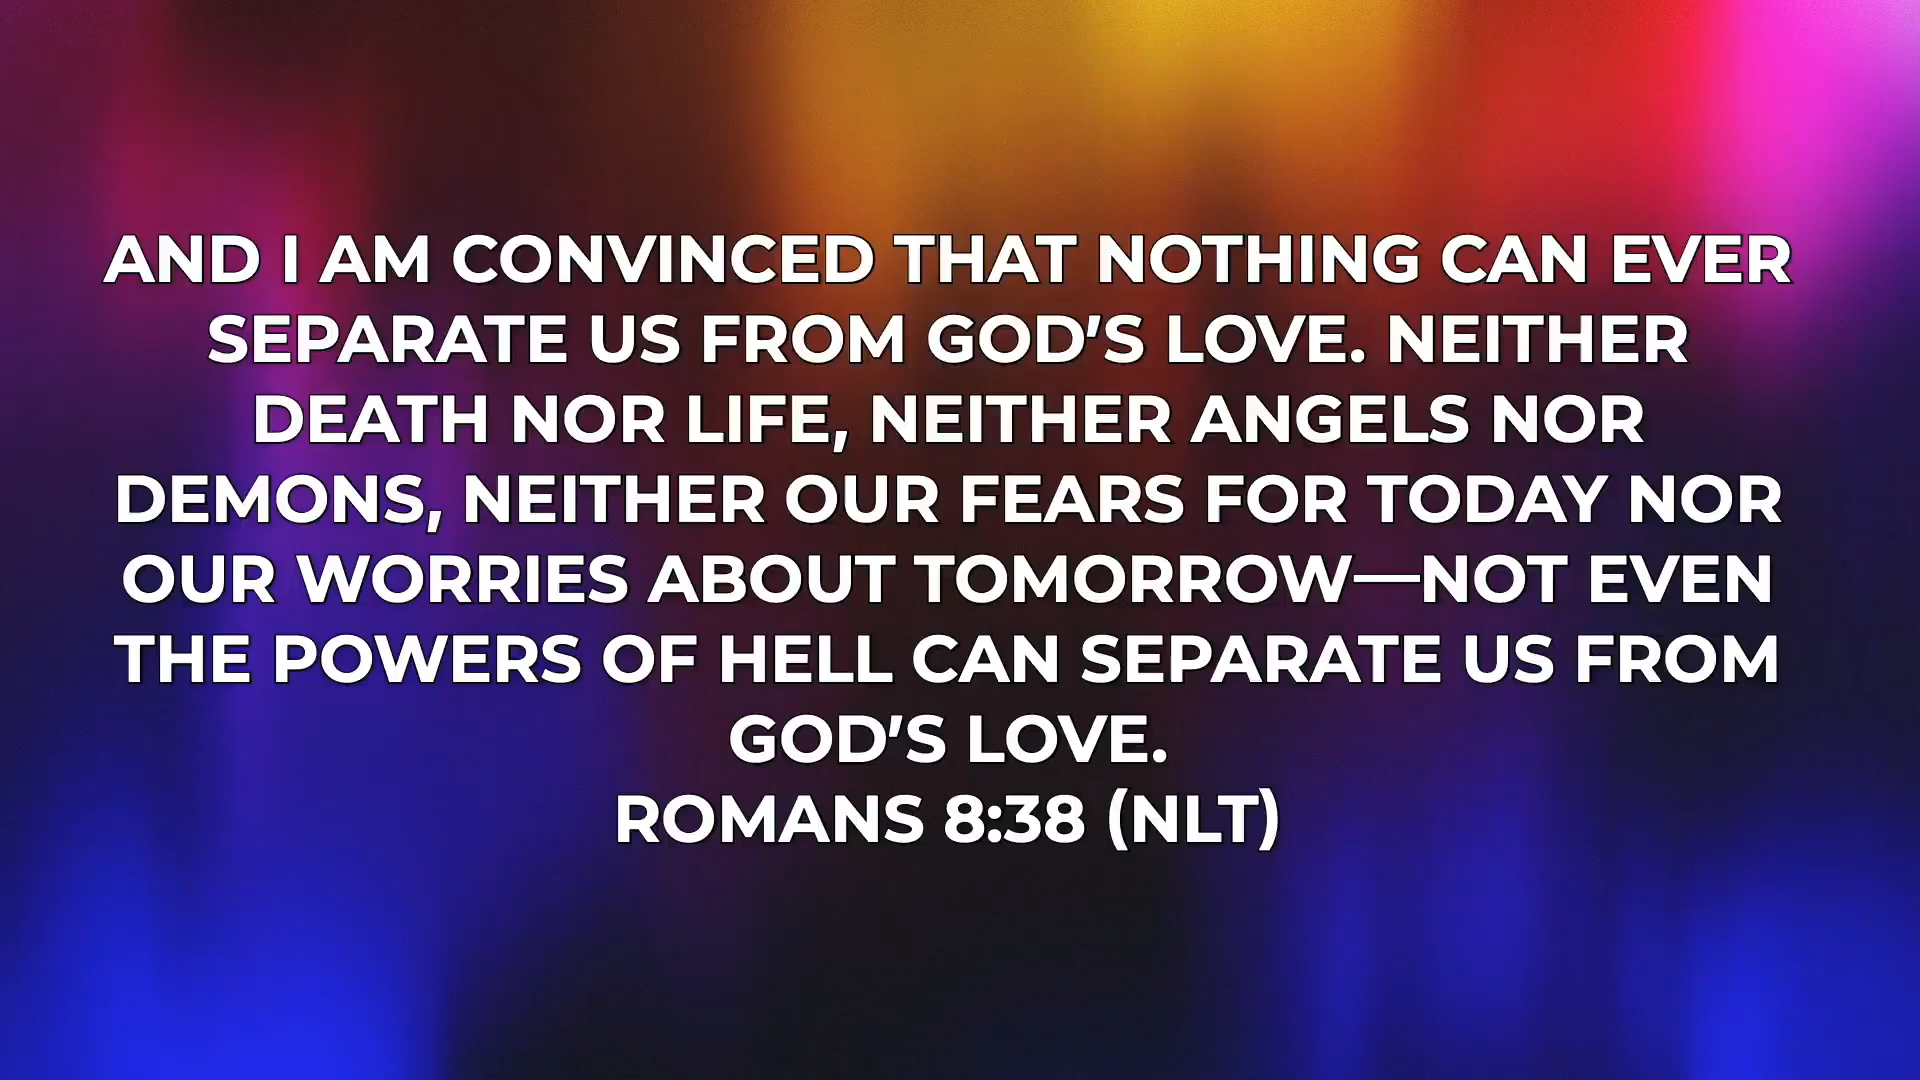 AND I AM CONVINCED THAT NOTHING CAN EVER
SEPARATE US FROM GOD'S LOVE. NEITHER
DEATH NOR LIFE, NEITHER ANGELS NOR
DEMONS, NEITHER OUR FEARS FOR TODAY NOR
OUR WORRIES ABOUT TOMORROW—NOT EVEN
THE POWERS OF HELL CAN SEPARATE US FROM
GOD'S LOVE.
ROMANS 8:38 (NLT)